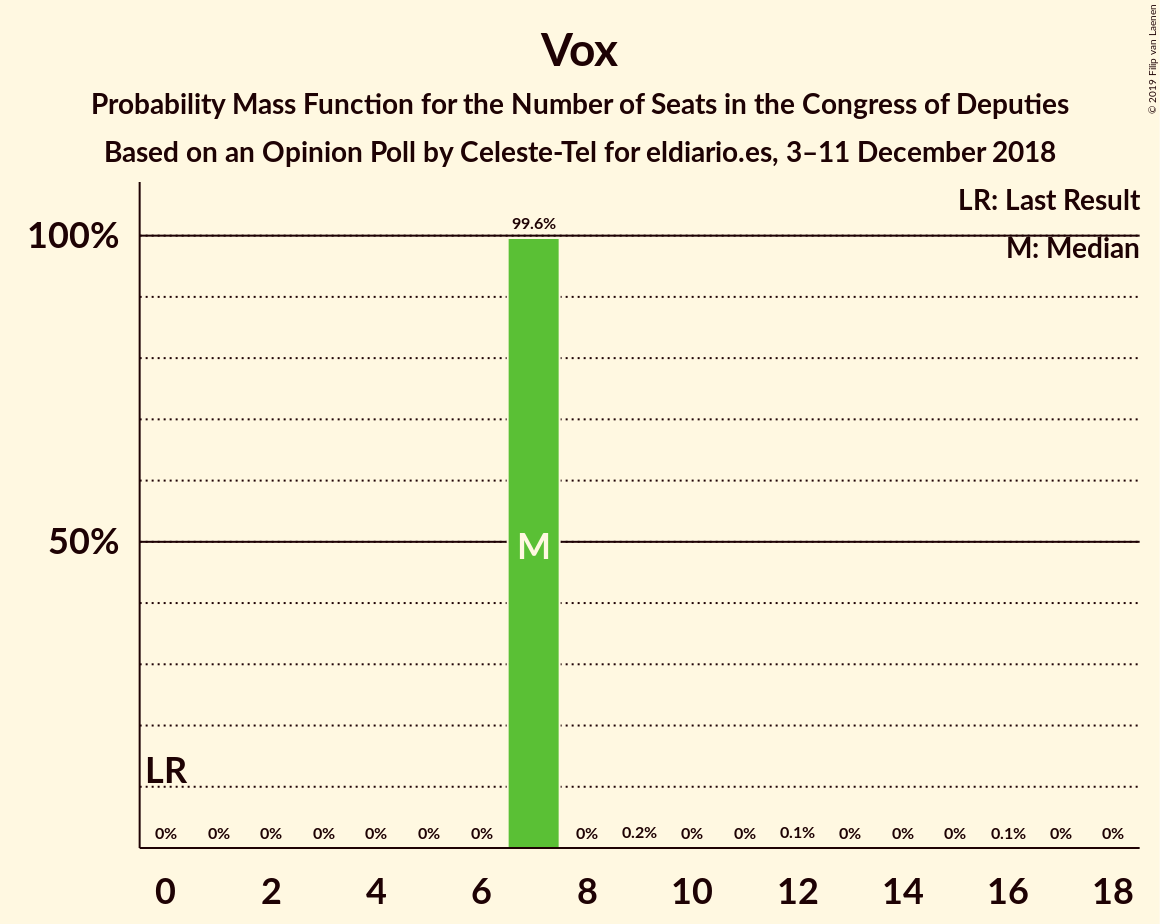 Vox
Probability Mass Function for the Number of Seats in the Congress of Deputies
Based on an Opinion Poll by Celeste-Tel for eldiario.es, 3–11 December 2018
© 2019 Filip van Laenen
LR: Last Result
M: Median
99.6%
100%
50%
M
LR
0% 0% 0% 0% 0% 0% 0% 0% 0.2% 0% 0% 0.1% 0% 0% 0% 0.1% 0% 0%
0 2 4 6 8 10 12 14 16 18